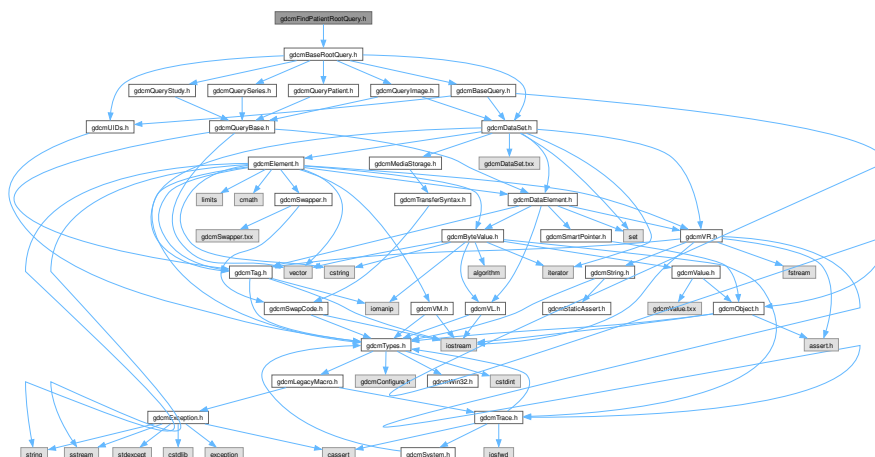 gdcmFindPatientRootQuery.h
gdcmBaseRootQuery.h
gdcmQueryStudy.h
gdcmQuerySeries.h
gdcmQueryPatient.h
gdcmQueryImage.h
gdcmBaseQuery.h
gdcmUIDs.h
gdcmQueryBase.h
gdcmDataSet.h
gdcmElement.h
gdcmMediaStorage.h
gdcmDataSet.txx
limits
cmath
gdcmSwapper.h
gdcmTransferSyntax.h
gdcmDataElement.h
gdcmSwapper.txx
gdcmByteValue.h
gdcmSmartPointer.h
set
gdcmVR.h
gdcmTag.h
vector
cstring
algorithm
iterator
gdcmString.h
gdcmValue.h
fstream
gdcmSwapCode.h
iomanip
gdcmVM.h
gdcmVL.h
gdcmStaticAssert.h
gdcmValue.txx
gdcmObject.h
gdcmTypes.h
iostream
assert.h
gdcmLegacyMacro.h
gdcmConfigure.h
gdcmWin32.h
cstdint
gdcmException.h
gdcmTrace.h
string
sstream
stdexcept
cstdlib
exception
cassert
gdcmSystem.h
iosfwd